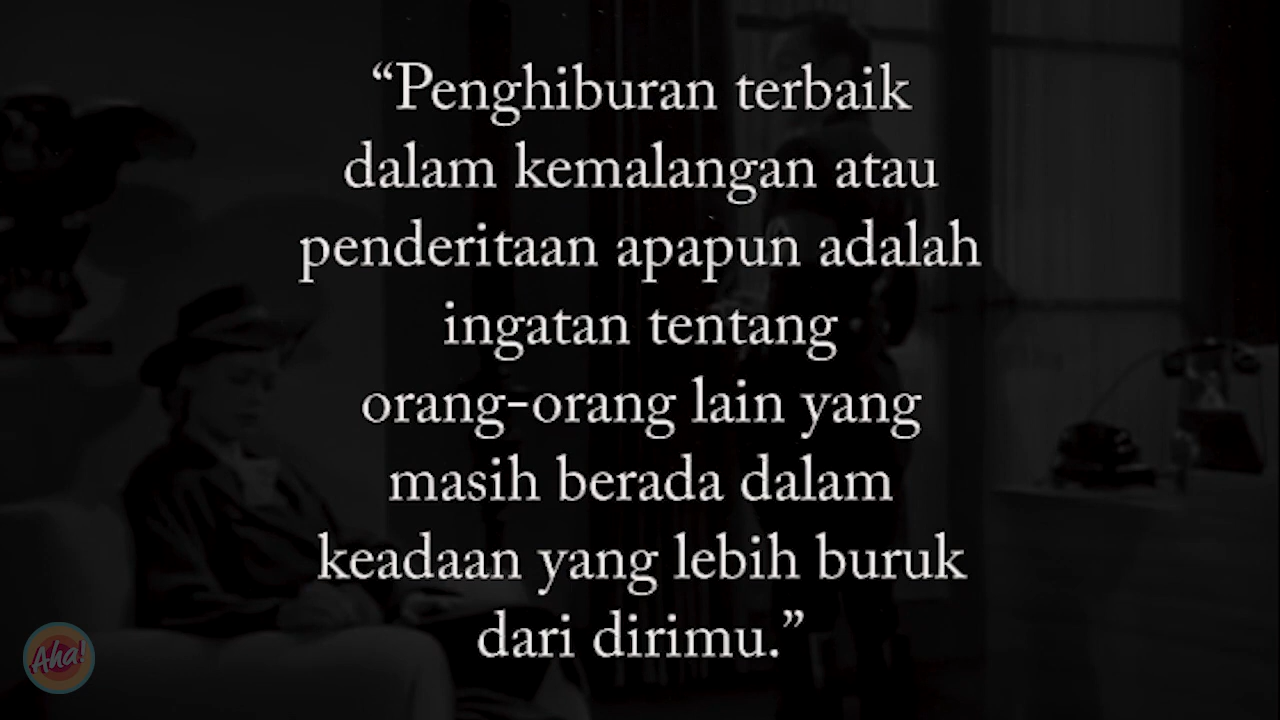 “Penghiburan terbaik
dalam kemalangan atau
penderitaan apapun adalah
ingatan tentang
orang-orang lain yang
masih berada dalam
keadaan yang lebih buruk
dari dirimu.”
Aha!